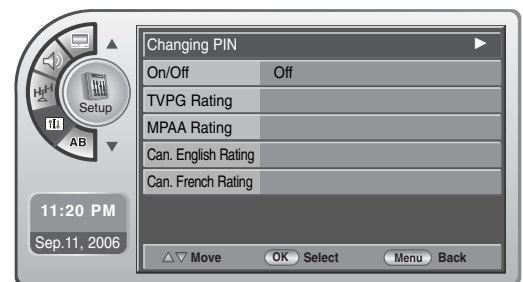 Changing PIN ►
On/Off Off
TVPG Rating
MPAA Rating
Can. English Rating
Can. French Rating
Setup
AB
11:20 PM
Sep.11, 2006
△▽ Move OK Select Menu Back